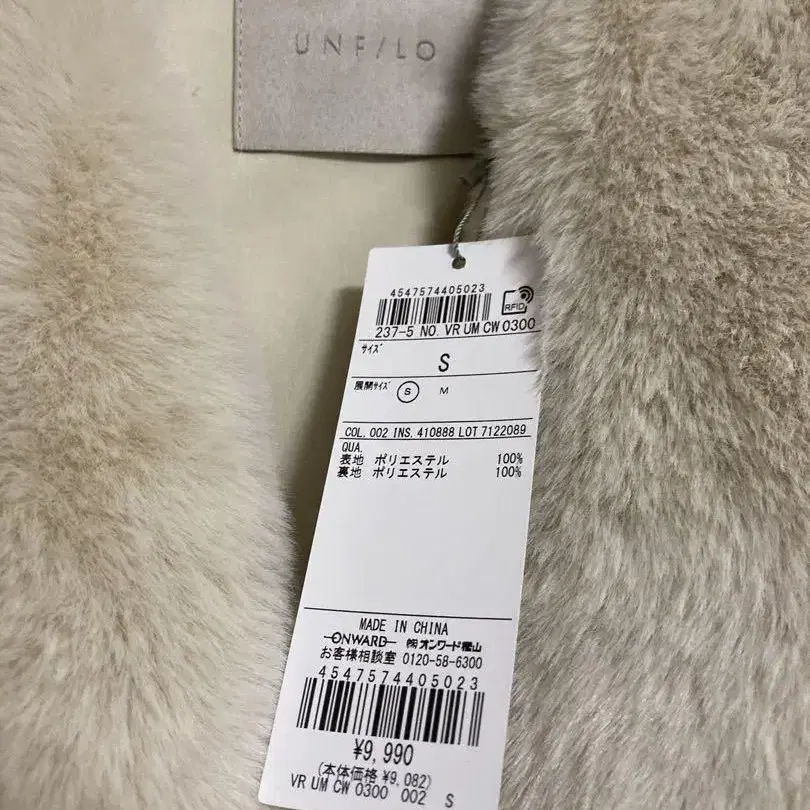 UNF/LO
4547574405023
RFID
237-5 NO. VR UM CW 0300
サイズ
S
展開サイズ S M
COL. 002 INS. 410888 LOT 7122089
QUA.
表地 ポリエステル 100%
裏地 ポリエステル 100%
MADE IN CHINA
ONWARD ㈱オンワード樫山
お客様相談室 0120-58-6300
4547574405023
¥9,990
(本体価格 ¥9,082)
VR UM CW 0300 002 S